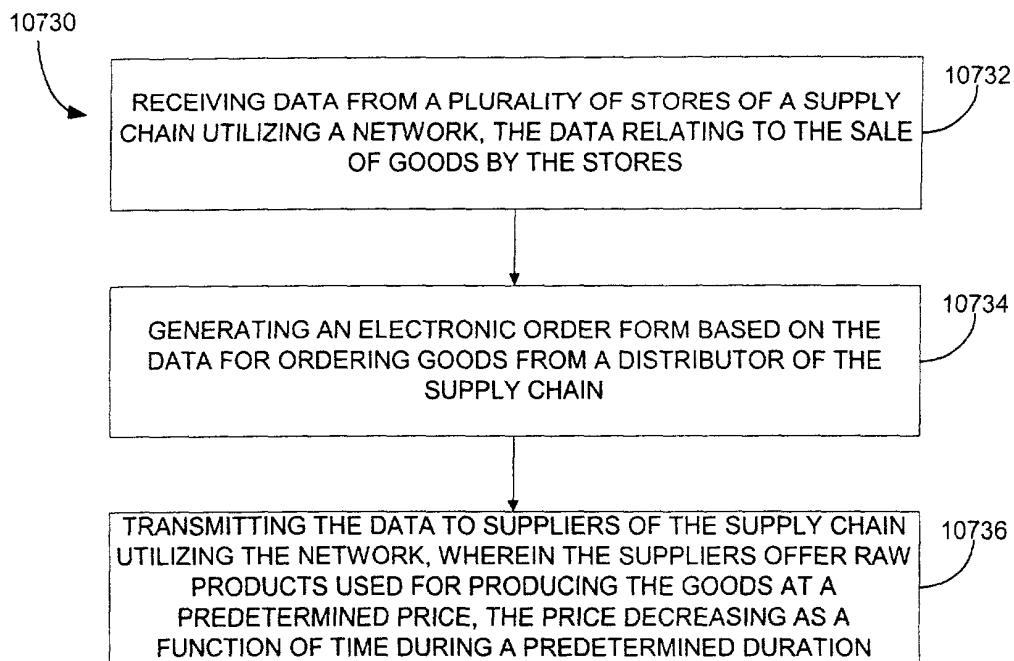 10730
10732
RECEIVING DATA FROM A PLURALITY OF STORES OF A SUPPLY
CHAIN UTILIZING A NETWORK, THE DATA RELATING TO THE SALE
OF GOODS BY THE STORES
10734
GENERATING AN ELECTRONIC ORDER FORM BASED ON THE
DATA FOR ORDERING GOODS FROM A DISTRIBUTOR OF THE
SUPPLY CHAIN
10736
TRANSMITTING THE DATA TO SUPPLIERS OF THE SUPPLY CHAIN
UTILIZING THE NETWORK, WHEREIN THE SUPPLIERS OFFER RAW
PRODUCTS USED FOR PRODUCING THE GOODS AT A
PREDETERMINED PRICE, THE PRICE DECREASING AS A
FUNCTION OF TIME DURING A PREDETERMINED DURATION